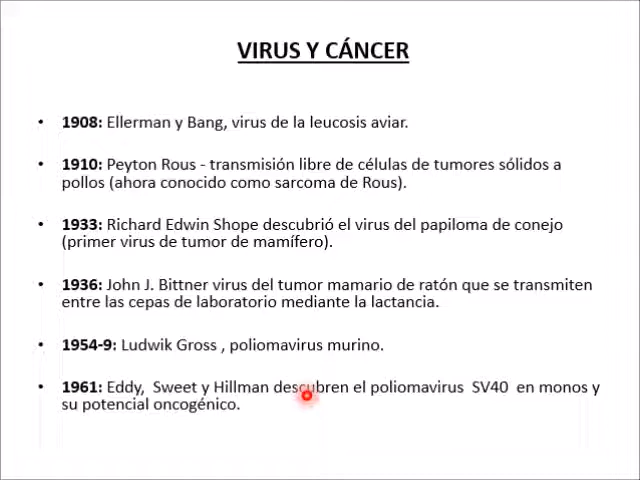 VIRUS Y CÁNCER
• 1908: Ellerman y Bang, virus de la leucosis aviar.
• 1910: Peyton Rous - transmisión libre de células de tumores sólidos a
pollos (ahora conocido como sarcoma de Rous).
• 1933: Richard Edwin Shope descubrió el virus del papiloma de conejo
(primer virus de tumor de mamífero).
• 1936: John J. Bittner virus del tumor mamario de ratón que se transmiten
entre las cepas de laboratorio mediante la lactancia.
• 1954-9: Ludwik Gross , poliomavirus murino.
• 1961: Eddy, Sweet y Hillman descubren el poliomavirus SV40 en monos y
su potencial oncogénico.